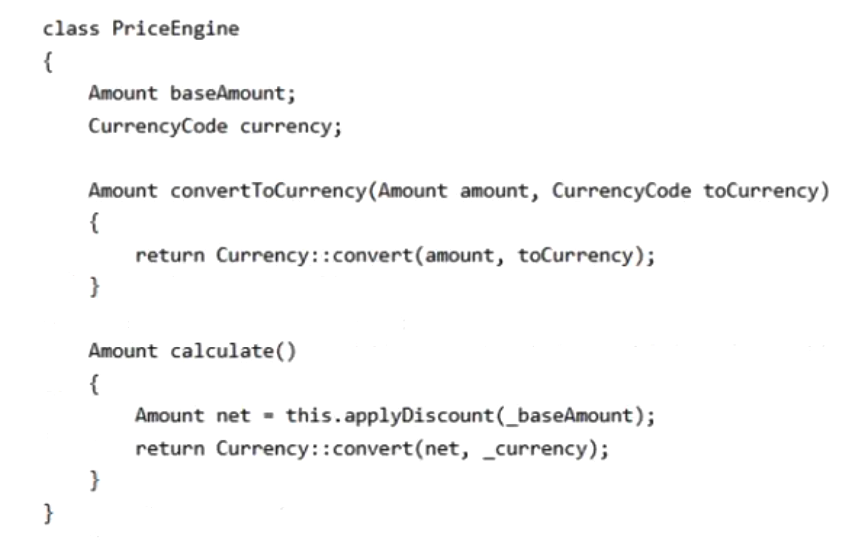 class PriceEngine
{
    Amount baseAmount;
    CurrencyCode currency;

    Amount convertToCurrency(Amount amount, CurrencyCode toCurrency)
    {
        return Currency::convert(amount, toCurrency);
    }

    Amount calculate()
    {
        Amount net = this.applyDiscount(_baseAmount);
        return Currency::convert(net, _currency);
    }
}